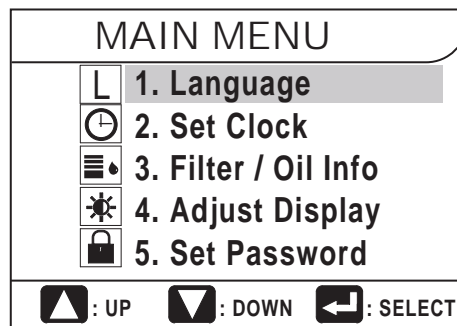 MAIN MENU
L 1. Language
2. Set Clock
3. Filter / Oil Info
4. Adjust Display
5. Set Password
: UP : DOWN : SELECT